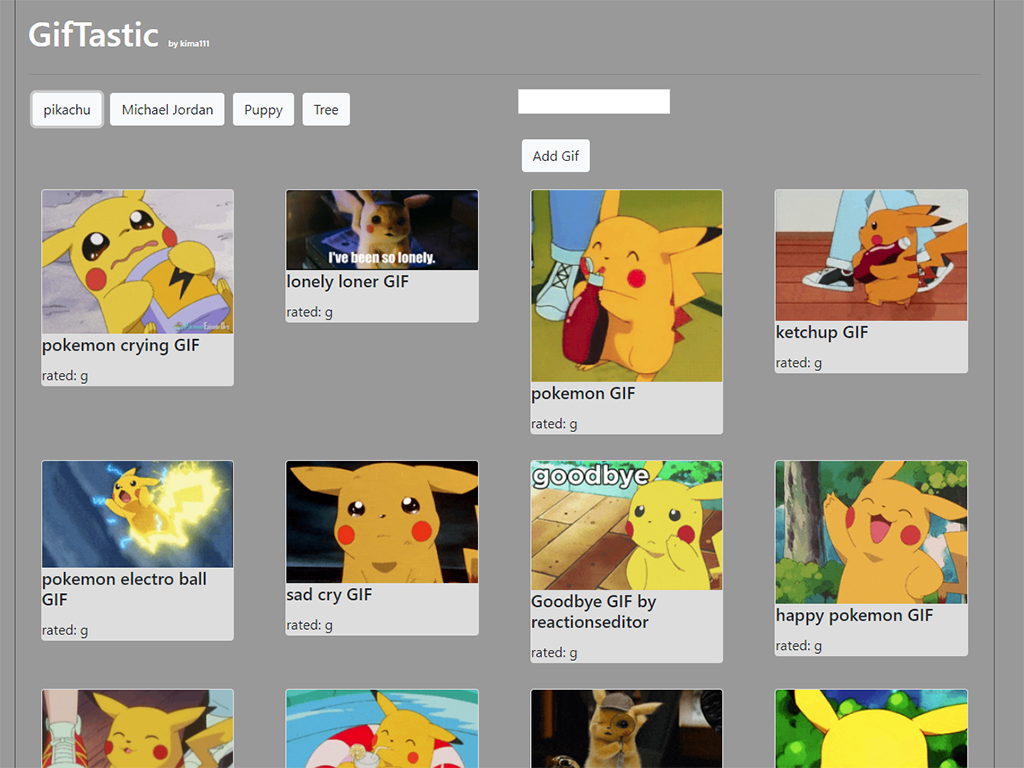 GifTastic by kima111
pikachu Michael Jordan Puppy Tree
Add Gif
pokemon crying GIF
rated: g
I've been so lonely.
lonely loner GIF
rated: g
pokemon GIF
rated: g
ketchup GIF
rated: g
pokemon electro ball
GIF
rated: g
sad cry GIF
rated: g
goodbye
Goodbye GIF by
reactionseditor
rated: g
happy pokemon GIF
rated: g